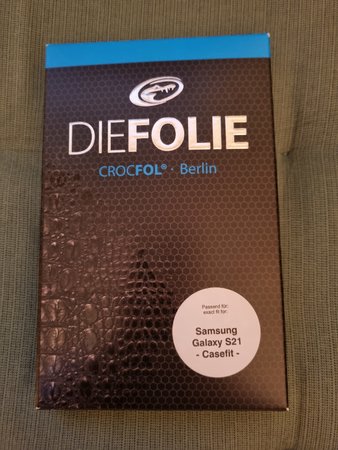 DIEFOLIE
CROCFOL® · Berlin
Passend für:
exact fit for:
Samsung
Galaxy S21
- Casefit -